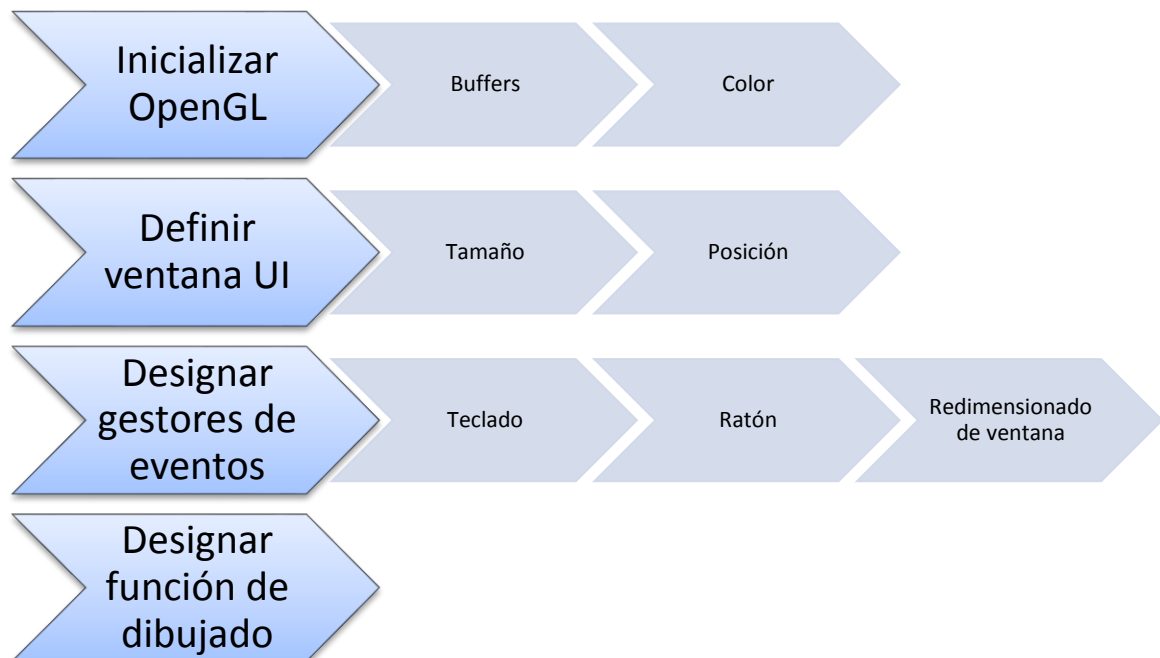 Inicializar
OpenGL
Buffers
Color
Definir
ventana UI
Tamaño
Posición
Designar
gestores de
eventos
Teclado
Ratón
Redimensionado
de ventana
Designar
función de
dibujado